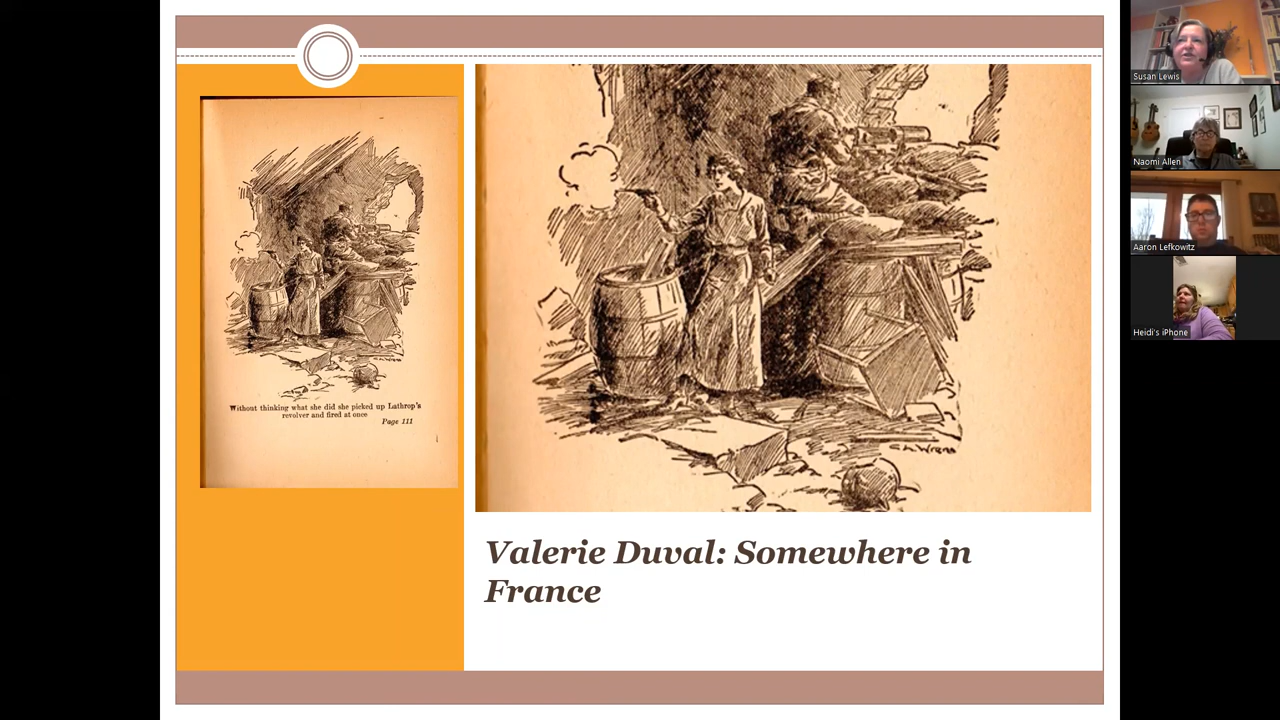 Without thinking what she did she picked up Lathrop's
revolver and fired at once
Page 111
C.A. Wrenn
Valerie Duval: Somewhere in
France
Susan Lewis
Naomi Allen
Aaron Lefkowitz
Heidi's iPhone